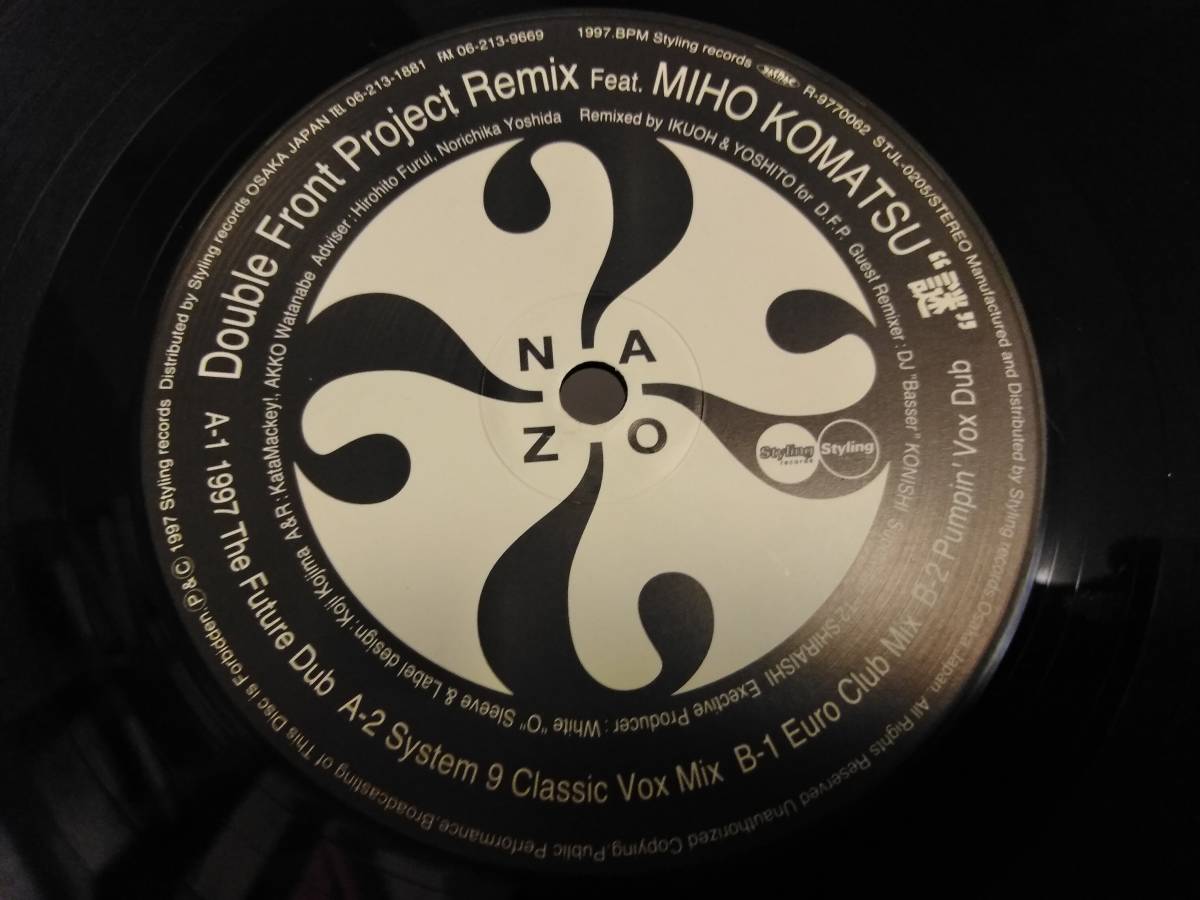 Double Front Project Remix Feat. MIHO KOMATSU "謎"
A-1 1997 The Future Dub A-2 System 9 Classic Vox Mix B-1 Euro Club Mix B-2 Pumpin' Vox Dub
Ⓟ&Ⓒ 1997 Styling records Distributed by Styling records OSAKA JAPAN TEL 06-213-1881 FAX 06-213-9669 1997.BPM Styling records
R-9770062 STJL-0205/STEREO Manufactured and Distributed by Styling records. Osaka.Japan. All Rights Reserved Unauthorized Copying.Public Performance.Broadcasting of This Disc is Forbidden.
Remixed by IKUOH & YOSHITO for D.F.P. Guest Remixer : DJ "Basser" KONISHI
SHIRAISHI Exective Producer : White "O" Sleeve & Label design : Koji Kojima A&R : KataMackey!, AKKO Watanabe Adviser : Hirohito Furui, Norichika Yoshida
N A
Z O
Styling records
Styling